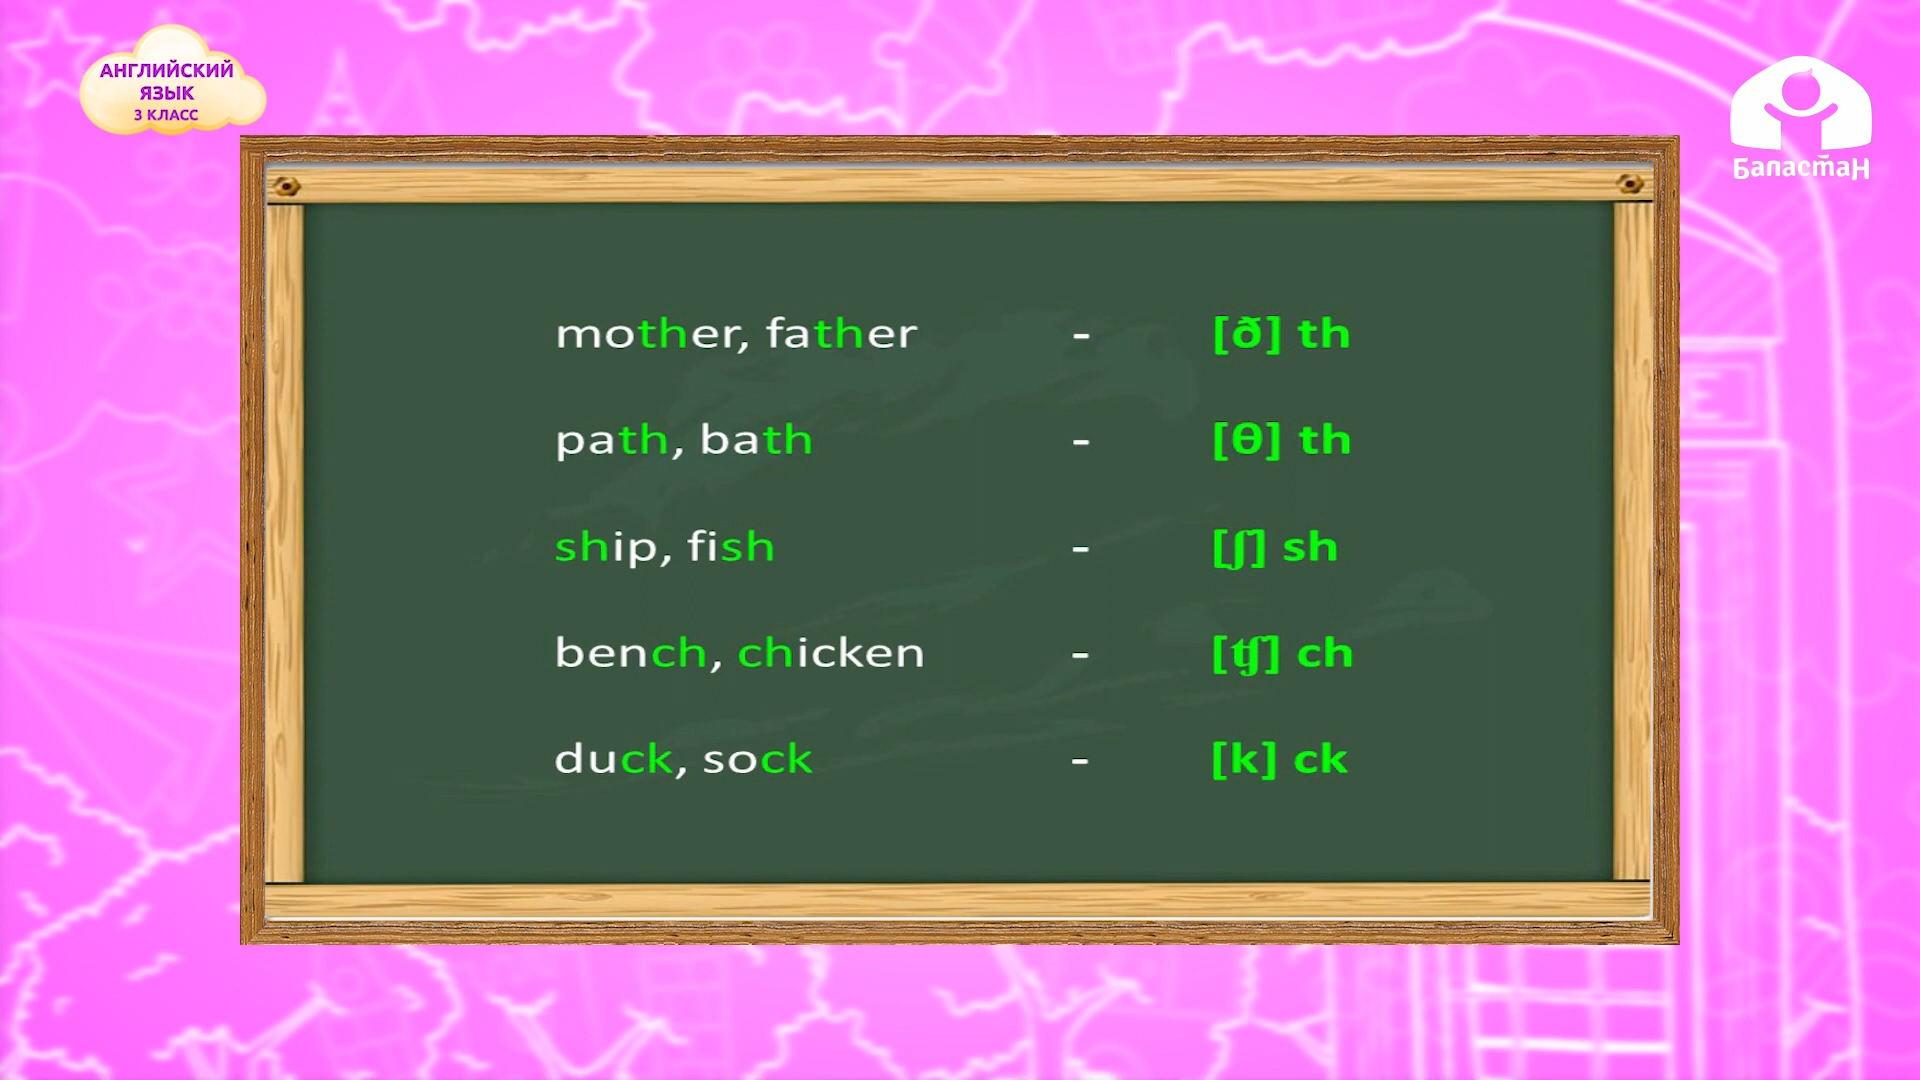 АНГЛИЙСКИЙ
ЯЗЫК
3 КЛАСС
Баластан
mother, father - [ð] th
path, bath - [θ] th
ship, fish - [ʃ] sh
bench, chicken - [ʧ] ch
duck, sock - [k] ck